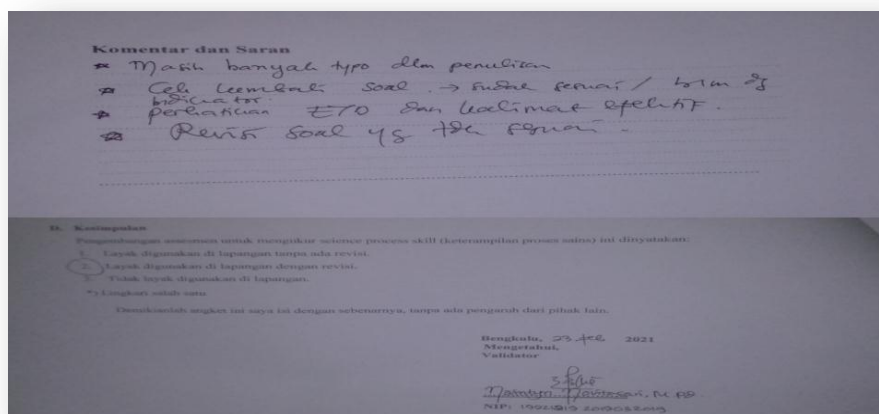 Komentar dan Saran
* Masih banyak typo dlm penulisan
* Cek kembali soal → sudah sesuai / blm dg
indicator.
* perhatikan EYD dan kalimat efektif.
* Revisi soal yg tdk sesuai.
B. Kesimpulan
Pengembangan asesmen untuk mengukur science process skill (keterampilan proses sains) ini dinyatakan:
1. Layak digunakan di lapangan tanpa ada revisi.
2. Layak digunakan di lapangan dengan revisi.
3. Tidak layak digunakan di lapangan.
*) Lingkari salah satu
Demikianlah angket ini saya isi dengan sebenarnya, tanpa ada pengaruh dari pihak lain.
Bengkulu, 23 Feb 2021
Mengetahui,
Validator
Novitasari, M.Pd
NIP: